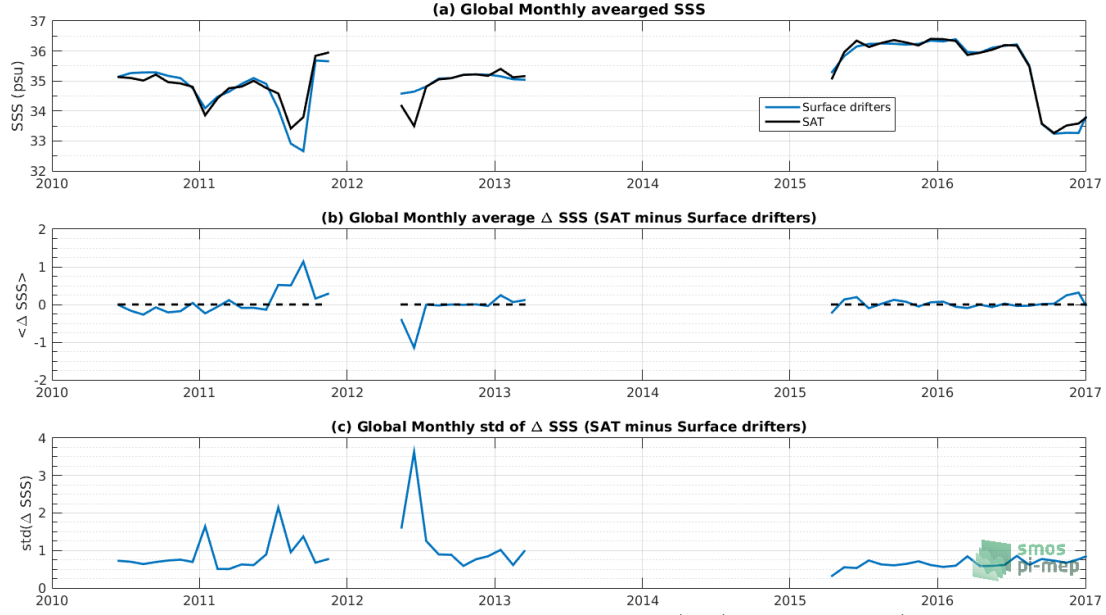 (a) Global Monthly avearged SSS
37
36
35
34
33
32
SSS (psu)
Surface drifters
SAT
2010 2011 2012 2013 2014 2015 2016 2017
(b) Global Monthly average Δ SSS (SAT minus Surface drifters)
2
1
0
-1
-2
<Δ SSS>
2010 2011 2012 2013 2014 2015 2016 2017
(c) Global Monthly std of Δ SSS (SAT minus Surface drifters)
4
3
2
1
0
std(Δ SSS)
smos
pi-mep
2010 2011 2012 2013 2014 2015 2016 2017